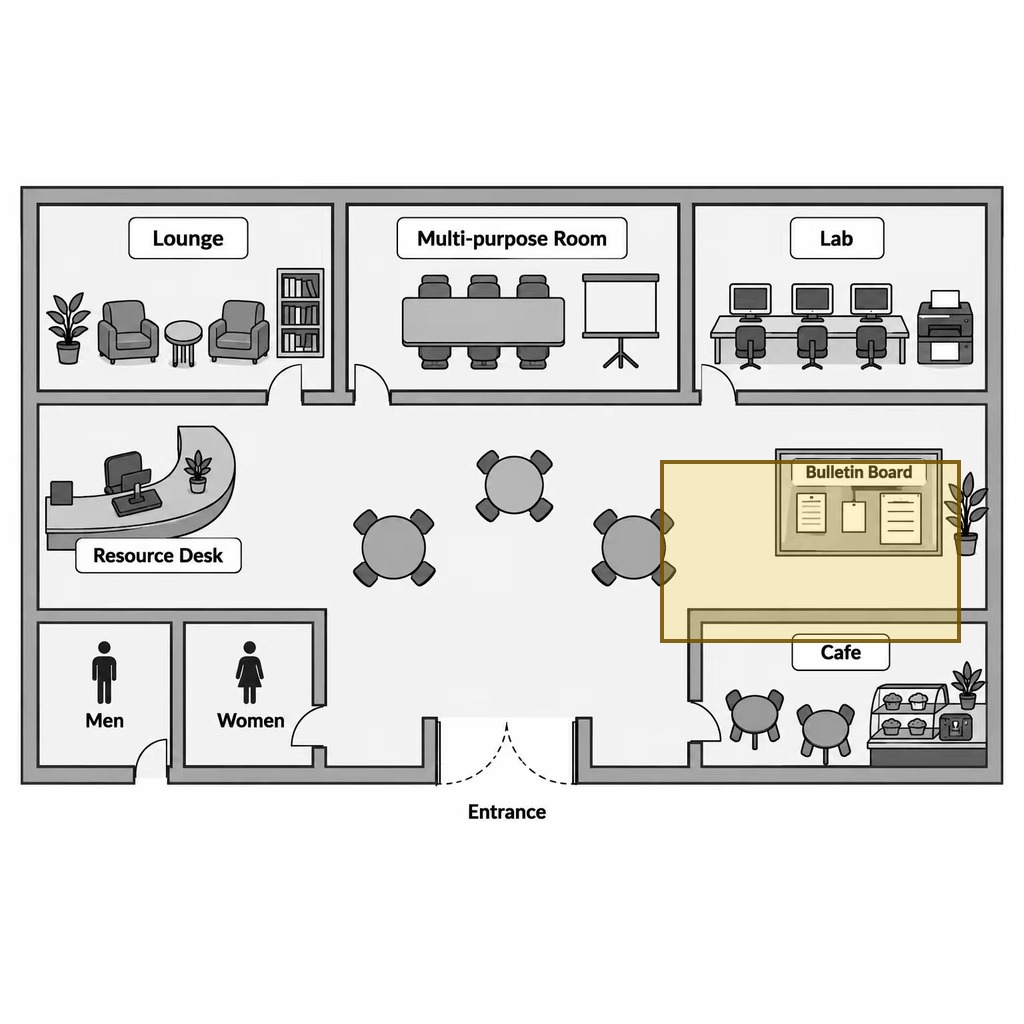 Lounge
Multi-purpose Room
Lab
Bulletin Board
Resource Desk
Cafe
Men
Women
Entrance